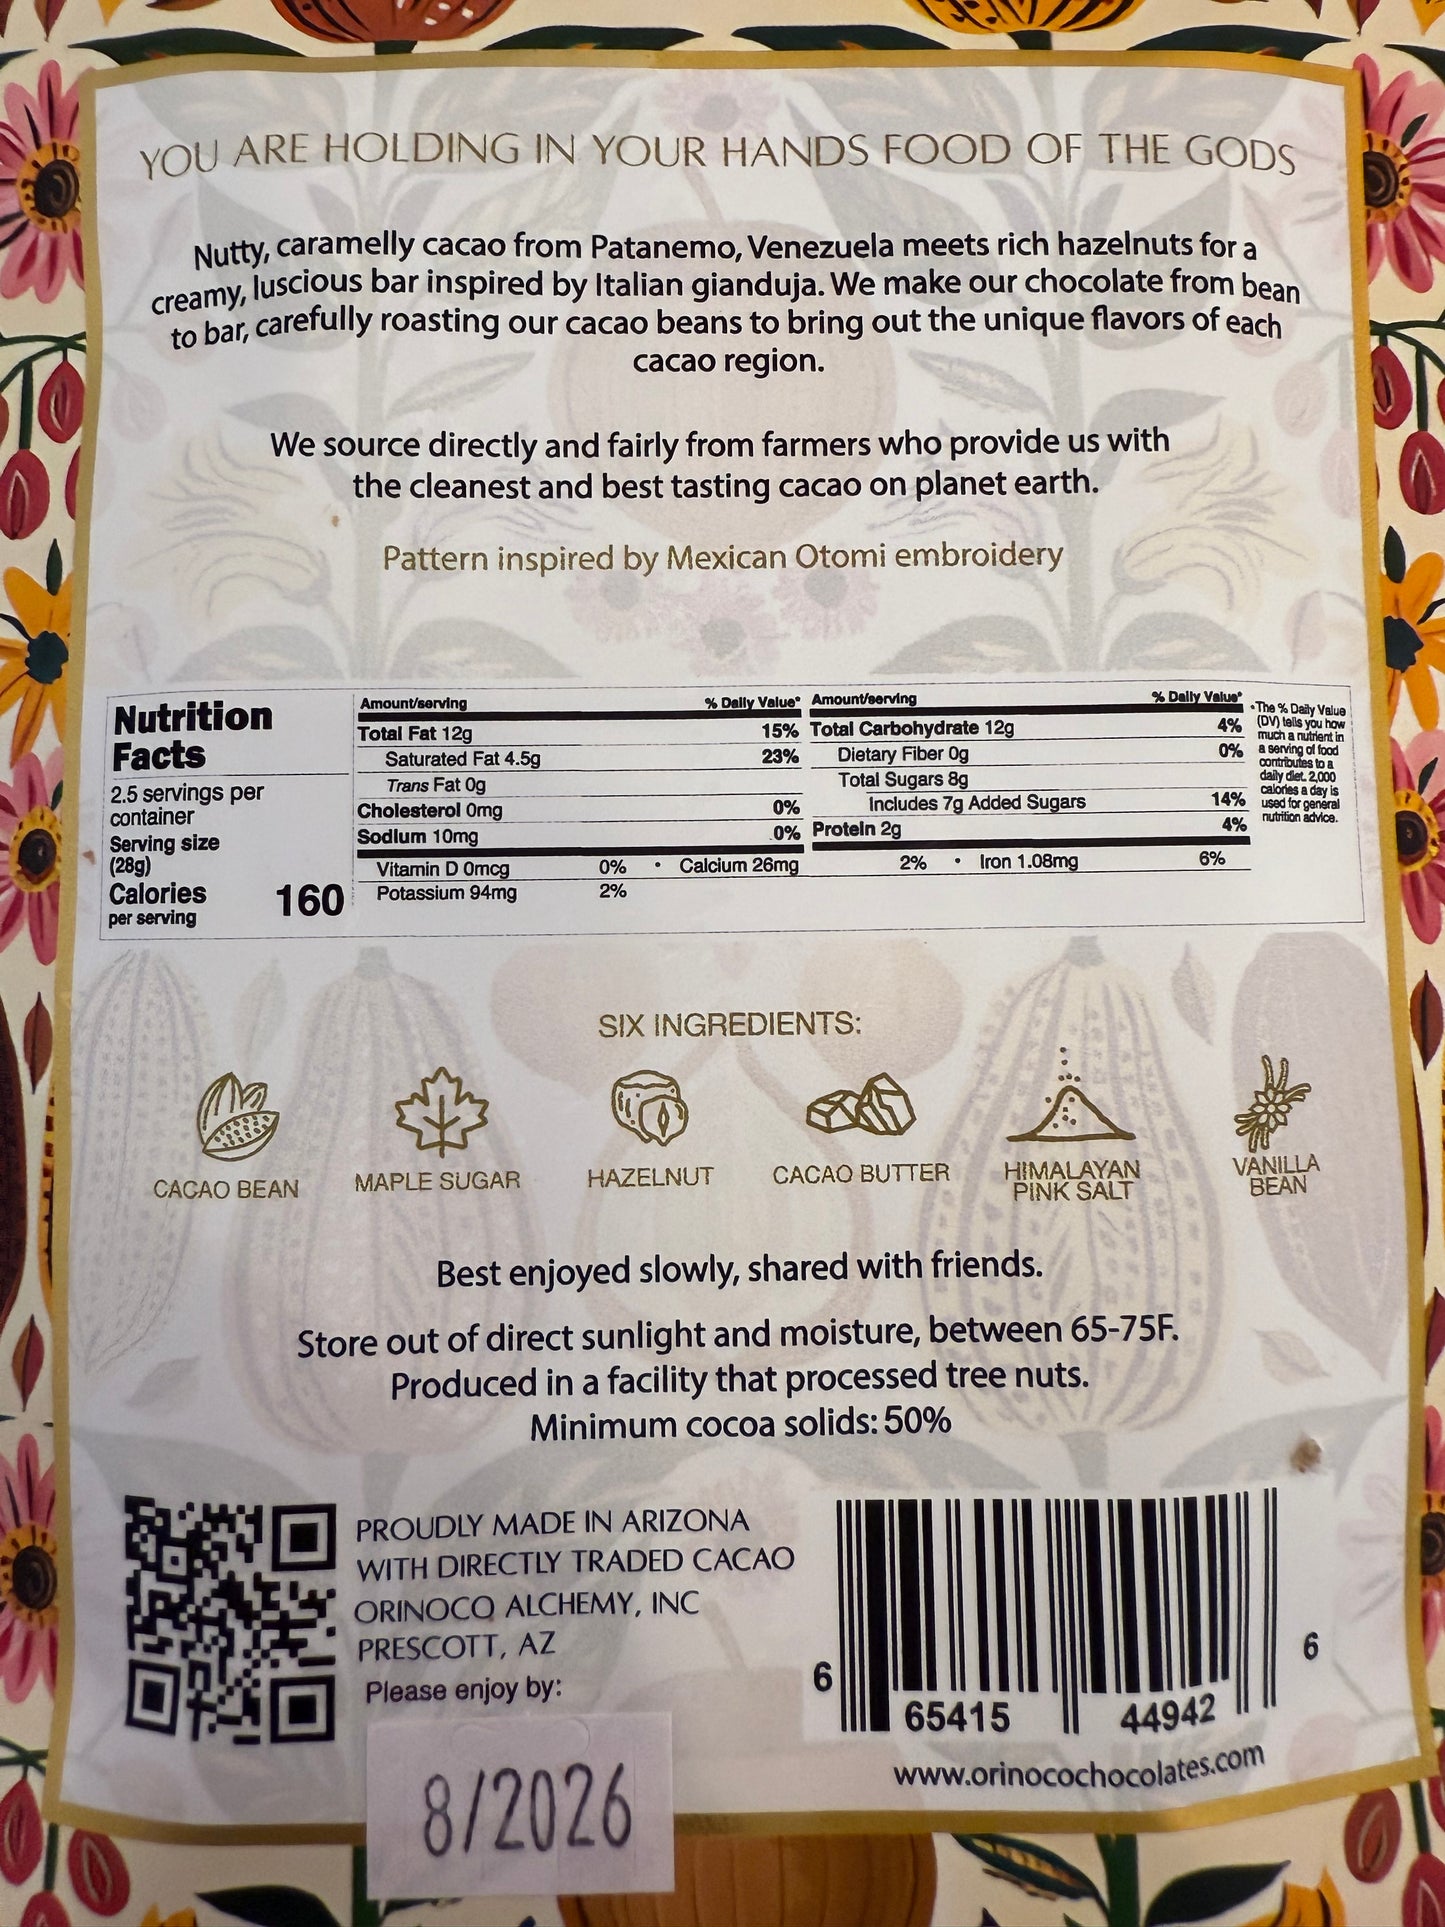 YOU ARE HOLDING IN YOUR HANDS FOOD OF THE GODS
Nutty, caramelly cacao from Patanemo, Venezuela meets rich hazelnuts for a
creamy, luscious bar inspired by Italian gianduja. We make our chocolate from bean
to bar, carefully roasting our cacao beans to bring out the unique flavors of each
cacao region.
We source directly and fairly from farmers who provide us with
the cleanest and best tasting cacao on planet earth.
Pattern inspired by Mexican Otomi embroidery
Nutrition
Facts
2.5 servings per
container
Serving size
(28g)
Calories 160
per serving
Amount/serving % Daily Value*
Total Fat 12g 15%
Saturated Fat 4.5g 23%
Trans Fat 0g
Cholesterol 0mg 0%
Sodium 10mg 0%
Amount/serving % Daily Value*
Total Carbohydrate 12g 4%
Dietary Fiber 0g 0%
Total Sugars 8g
Includes 7g Added Sugars 14%
Protein 2g 4%
Vitamin D 0mcg 0% • Calcium 26mg 2% • Iron 1.08mg 6%
Potassium 94mg 2%
*The % Daily Value
(DV) tells you how
much a nutrient in
a serving of food
contributes to a
daily diet. 2,000
calories a day is
used for general
nutrition advice.
SIX INGREDIENTS:
CACAO BEAN
MAPLE SUGAR
HAZELNUT
CACAO BUTTER
HIMALAYAN
PINK SALT
VANILLA
BEAN
Best enjoyed slowly, shared with friends.
Store out of direct sunlight and moisture, between 65-75F.
Produced in a facility that processed tree nuts.
Minimum cocoa solids: 50%
PROUDLY MADE IN ARIZONA
WITH DIRECTLY TRADED CACAO
ORINOCO ALCHEMY, INC
PRESCOTT, AZ
Please enjoy by:
8/2026
6 65415 44942 6
www.orinocochocolates.com